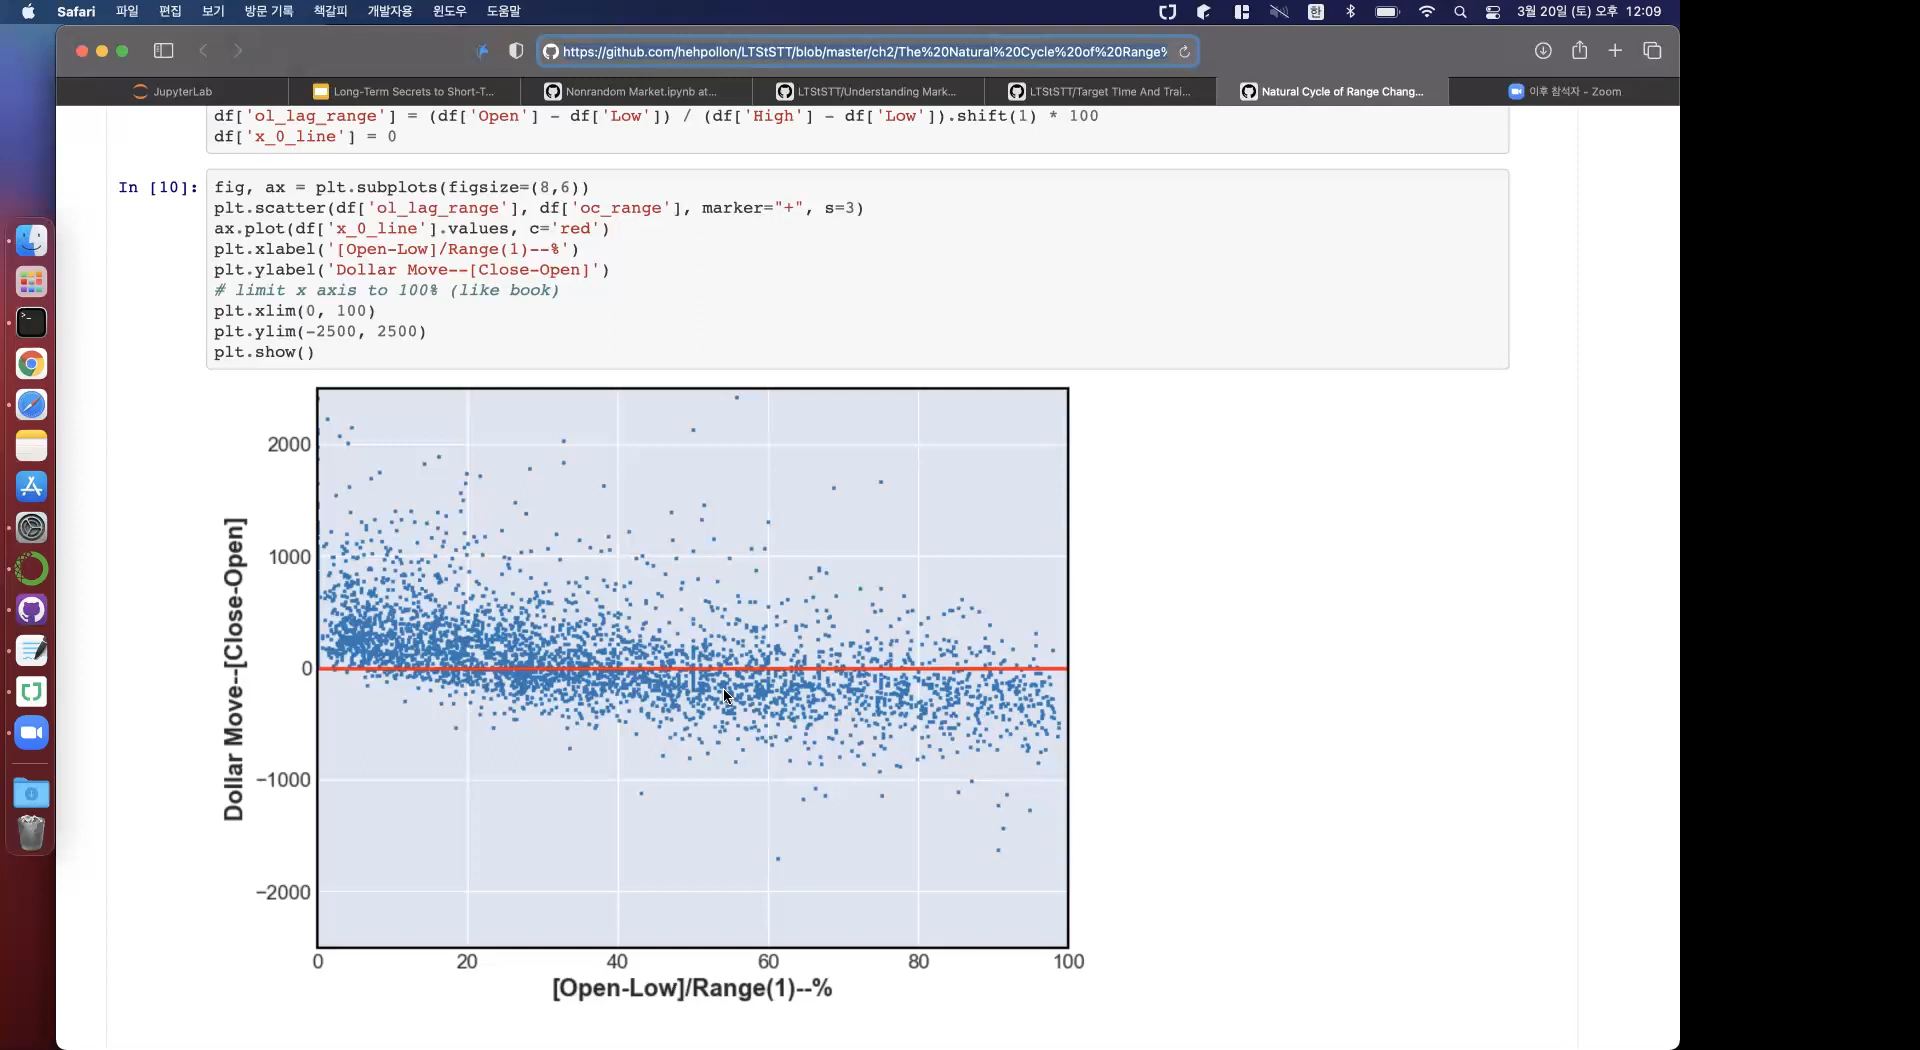 Safari 파일 편집 보기 방문 기록 책갈피 개발자용 윈도우 도움말 한 3월 20일 (토) 오후 12:09
https://github.com/hehpollon/LTStSTT/blob/master/ch2/The%20Natural%20Cycle%20of%20Range%
JupyterLab
Long-Term Secrets to Short-T...
Nonrandom Market.ipynb at...
LTStSTT/Understanding Mark...
LTStSTT/Target TIme And Trai...
Natural Cycle of Range Chang...
이후 참석자 - Zoom
df['ol_lag_range'] = (df['Open'] - df['Low']) / (df['High'] - df['Low']).shift(1) * 100
df['x_0_line'] = 0
In [10]:
fig, ax = plt.subplots(figsize=(8,6))
plt.scatter(df['ol_lag_range'], df['oc_range'], marker="+", s=3)
ax.plot(df['x_0_line'].values, c='red')
plt.xlabel('[Open-Low]/Range(1)--%')
plt.ylabel('Dollar Move--[Close-Open]')
# limit x axis to 100% (like book)
plt.xlim(0, 100)
plt.ylim(-2500, 2500)
plt.show()
2000
1000
0
−1000
−2000
Dollar Move--[Close-Open]
0 20 40 60 80 100
[Open-Low]/Range(1)--%